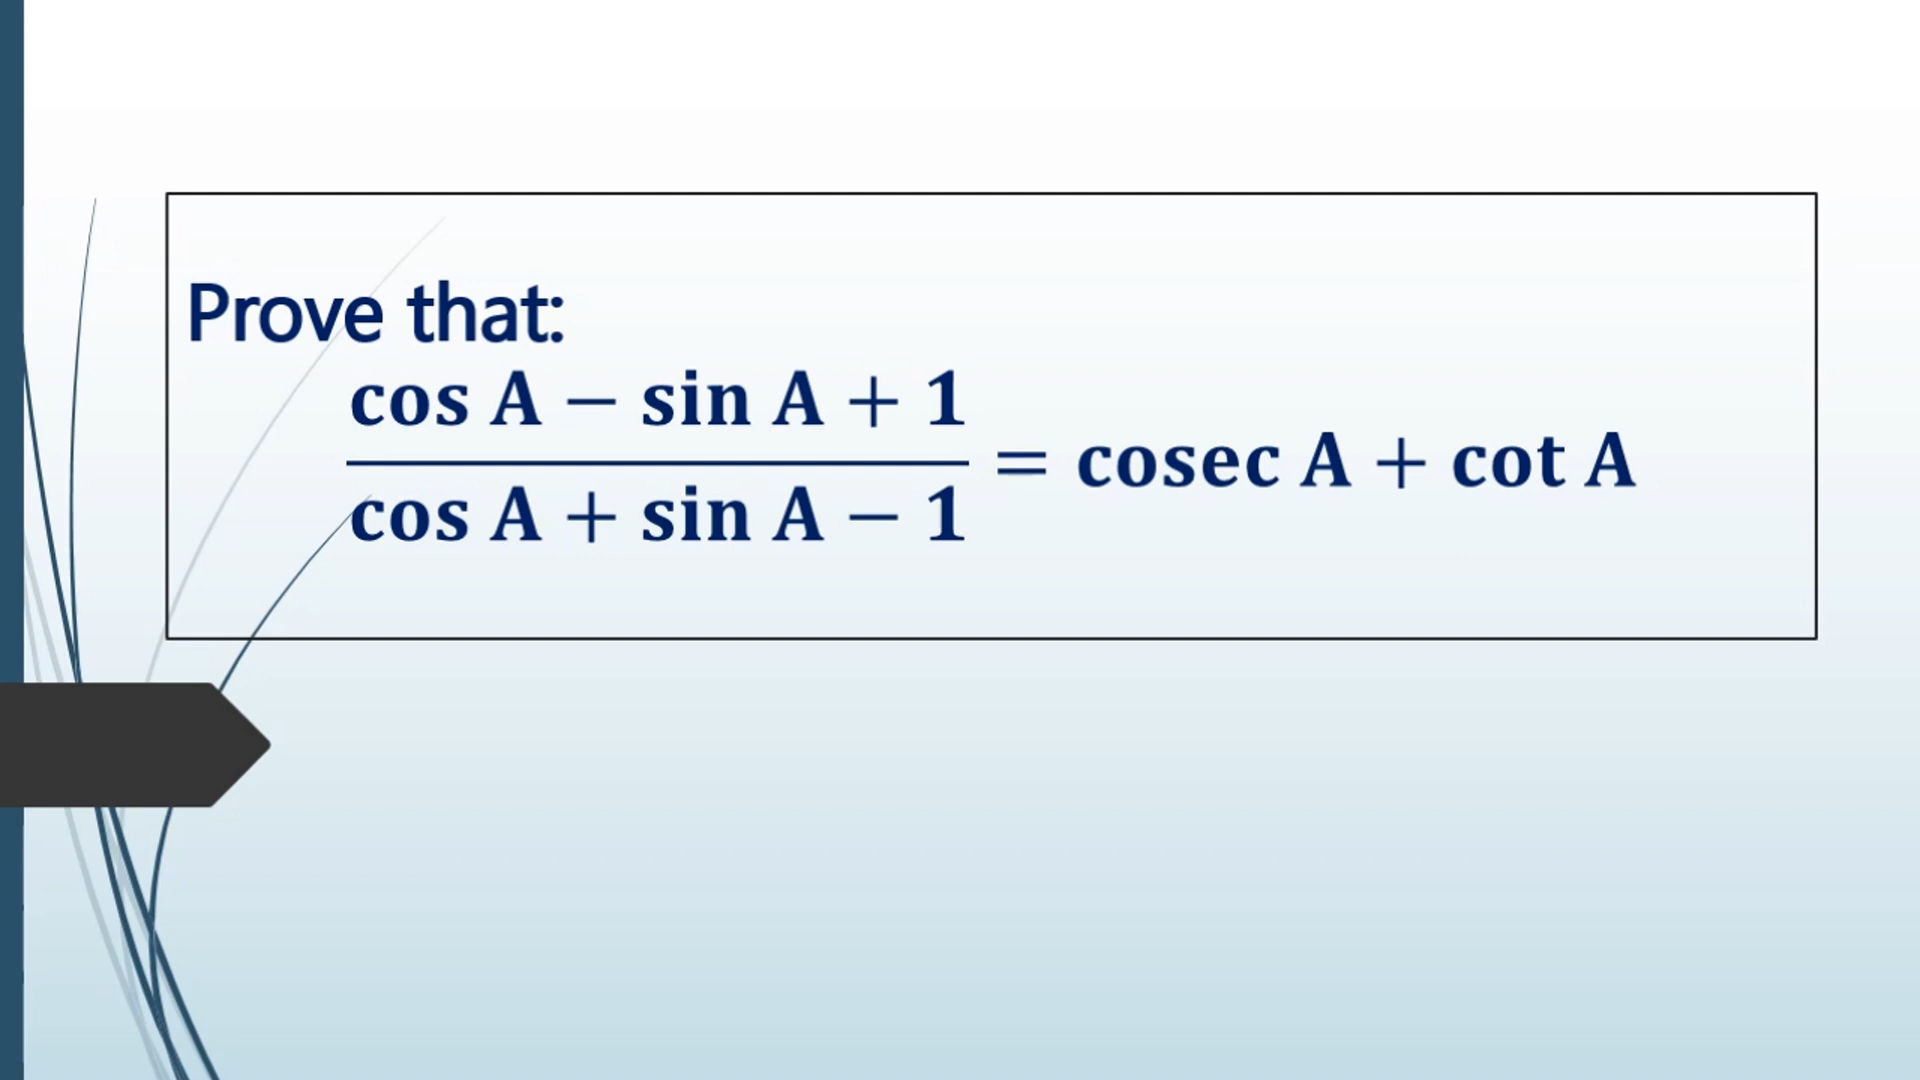 Prove that:
cos A − sin A + 1
cos A + sin A − 1
= cosec A + cot A